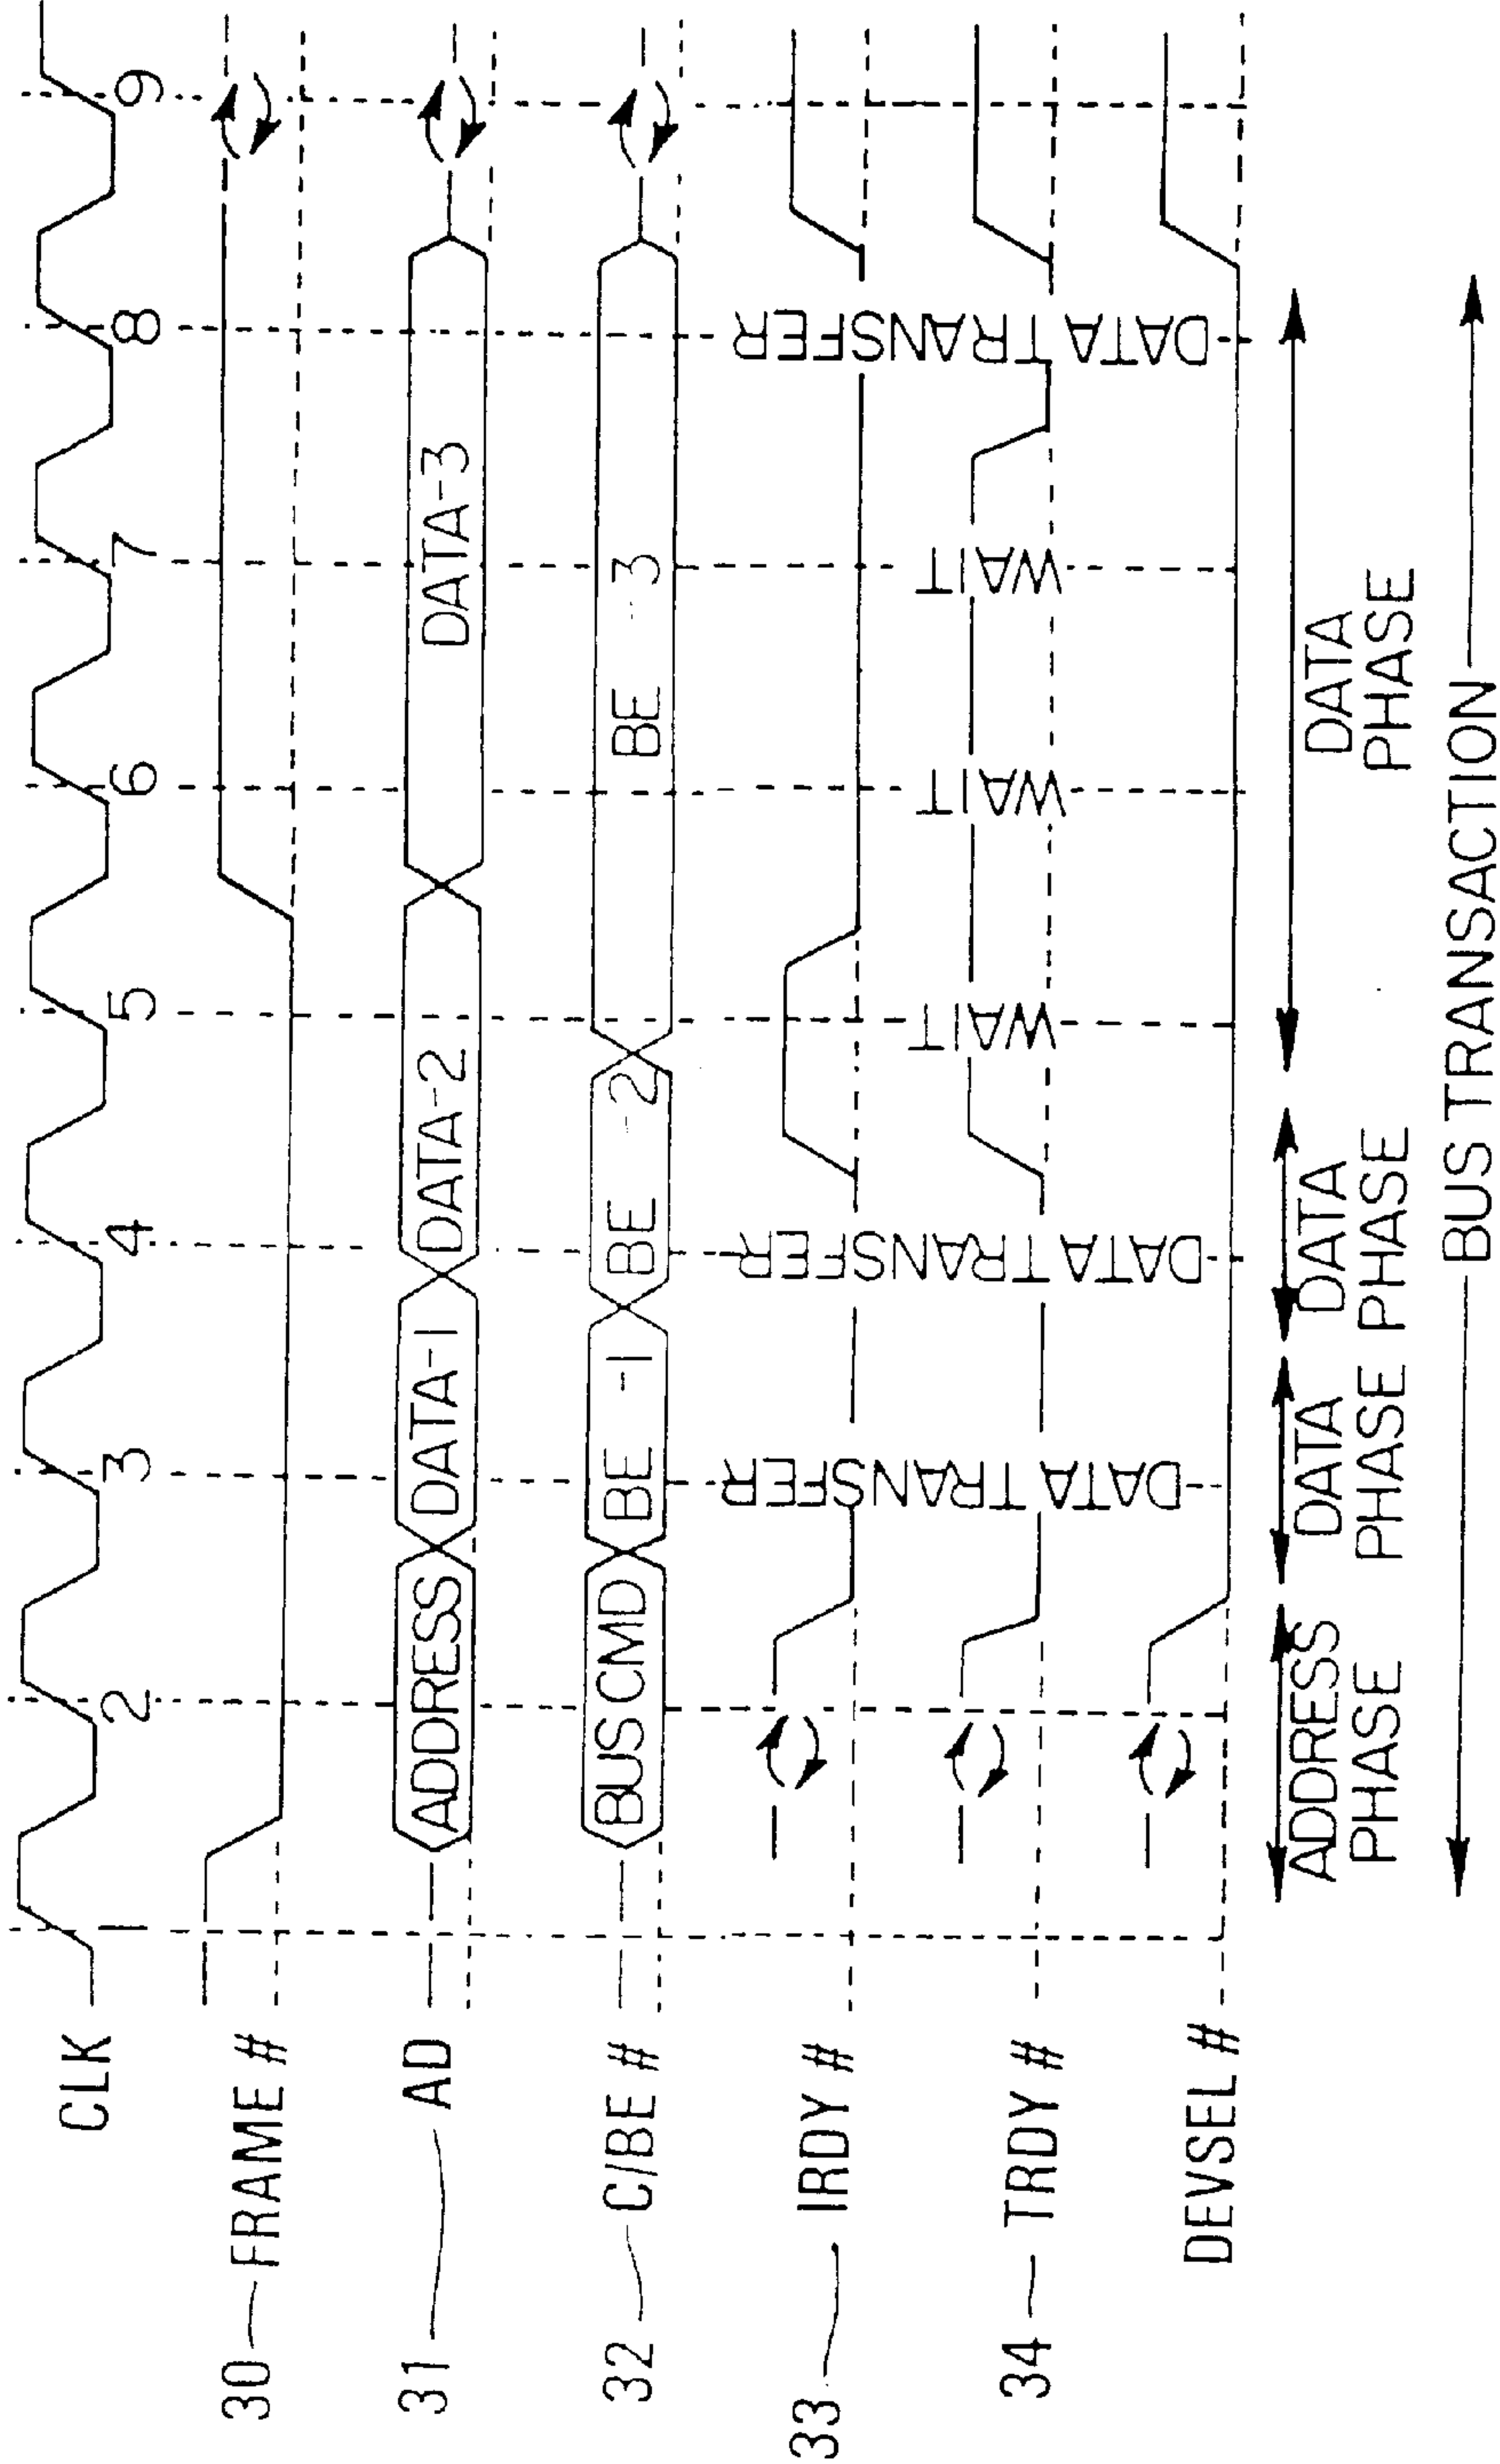 CLK
1 2 3 4 5 6 7 8 9
30 FRAME #
31 AD
ADDRESS DATA-1 DATA-2 DATA-3
32 C/BE #
BUS CMD BE -1 BE -2 BE -3
33 IRDY #
34 TRDY #
DEVSEL #
DATA TRANSFER
DATA TRANSFER
WAIT
WAIT
WAIT
DATA TRANSFER
ADDRESS
PHASE
DATA
PHASE
DATA
PHASE
DATA
PHASE
BUS TRANSACTION